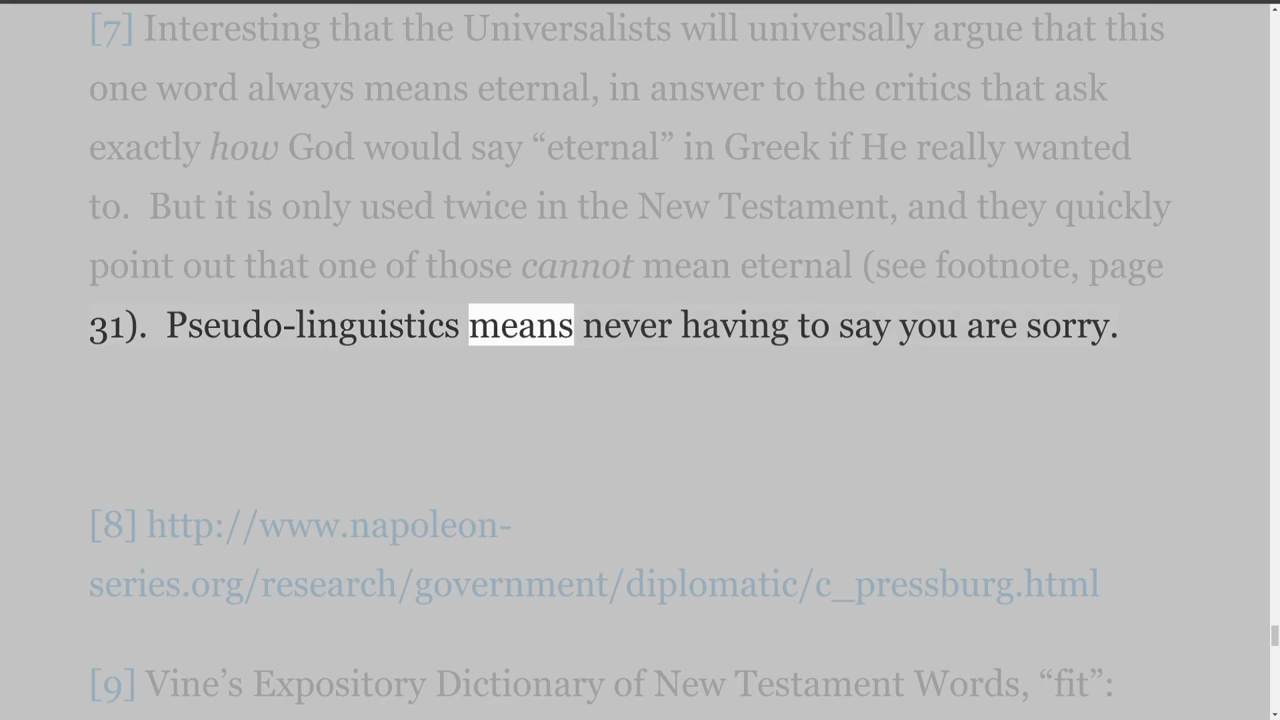 [7] Interesting that the Universalists will universally argue that this
one word always means eternal, in answer to the critics that ask
exactly how God would say “eternal” in Greek if He really wanted
to.  But it is only used twice in the New Testament, and they quickly
point out that one of those cannot mean eternal (see footnote, page
31).  Pseudo-linguistics means never having to say you are sorry.
[8] http://www.napoleon-
series.org/research/government/diplomatic/c_pressburg.html
[9] Vine’s Expository Dictionary of New Testament Words, “fit”: